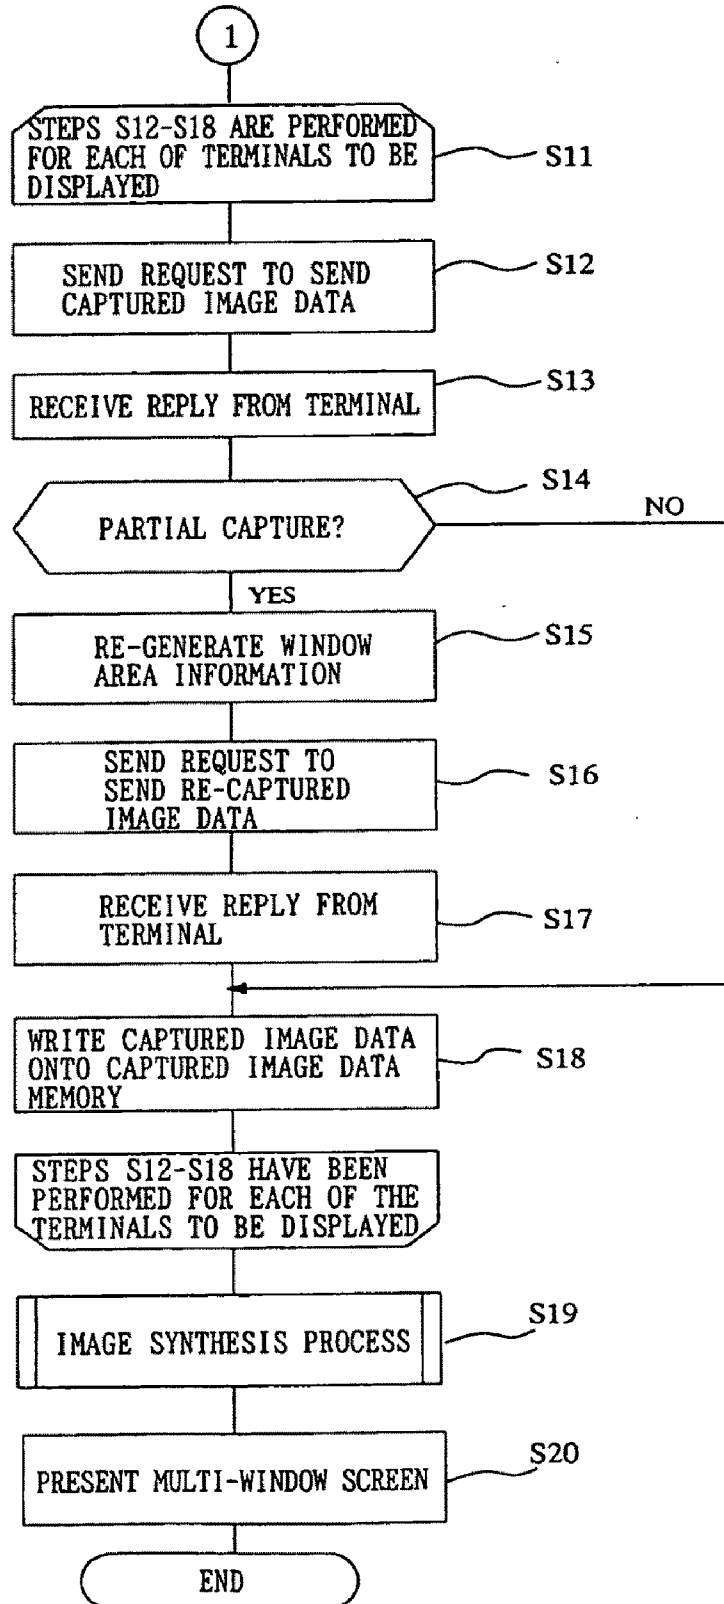 1
STEPS S12-S18 ARE PERFORMED
FOR EACH OF TERMINALS TO BE
DISPLAYED
S11
SEND REQUEST TO SEND
CAPTURED IMAGE DATA
S12
RECEIVE REPLY FROM TERMINAL
S13
PARTIAL CAPTURE?
S14
NO
YES
RE-GENERATE WINDOW
AREA INFORMATION
S15
SEND REQUEST TO
SEND RE-CAPTURED
IMAGE DATA
S16
RECEIVE REPLY FROM
TERMINAL
S17
WRITE CAPTURED IMAGE DATA
ONTO CAPTURED IMAGE DATA
MEMORY
S18
STEPS S12-S18 HAVE BEEN
PERFORMED FOR EACH OF THE
TERMINALS TO BE DISPLAYED
IMAGE SYNTHESIS PROCESS
S19
PRESENT MULTI-WINDOW SCREEN
S20
END